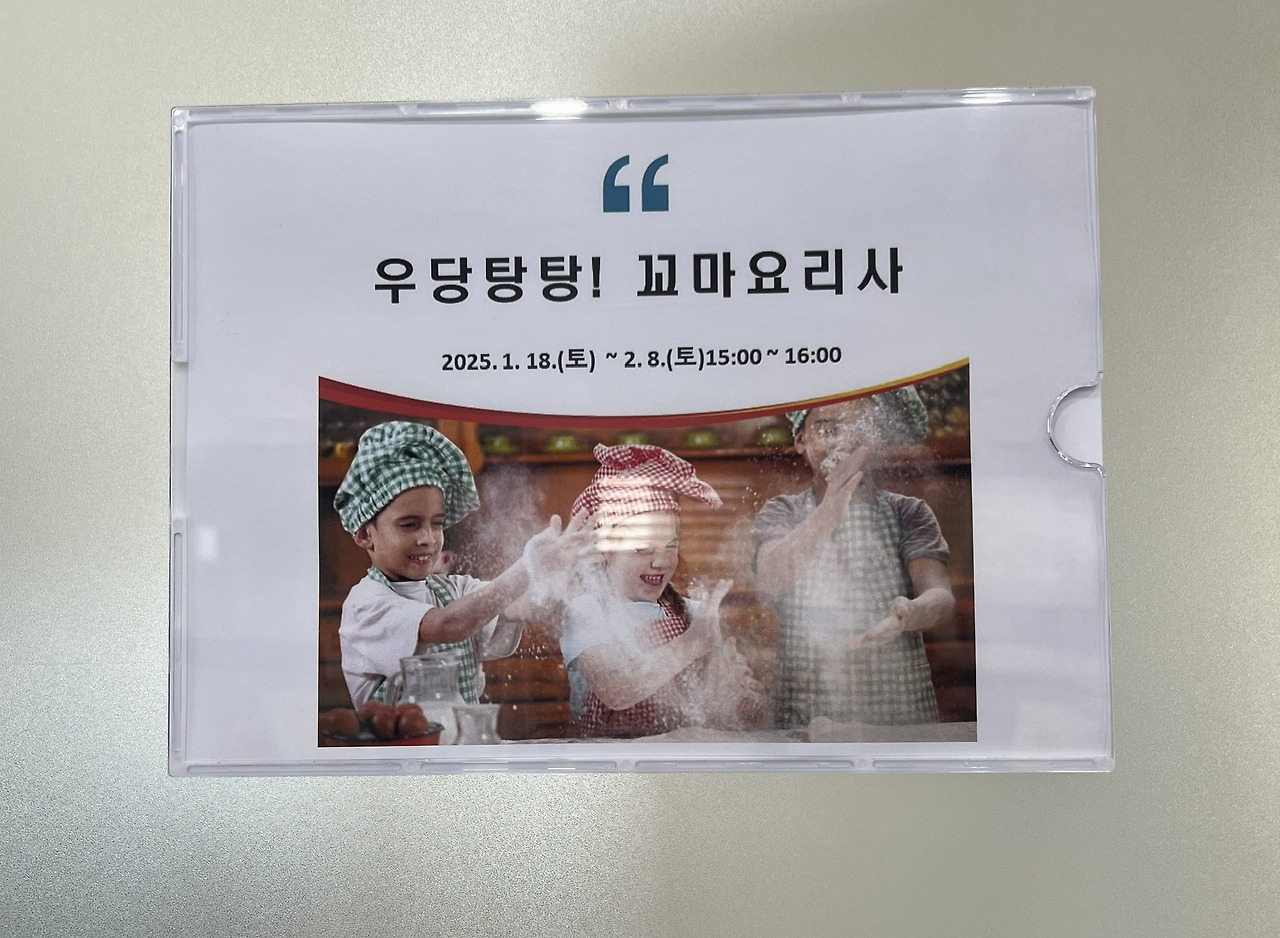 “
우당탕탕! 꼬마요리사
2025. 1. 18.(토) ~ 2. 8.(토)15:00 ~ 16:00